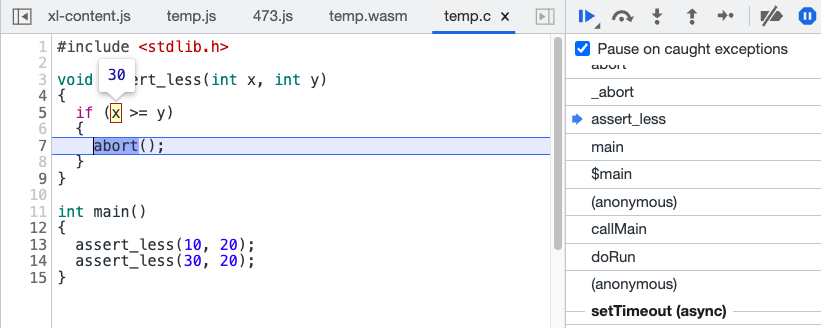 xl-content.js temp.js 473.js temp.wasm temp.c ×
Pause on caught exceptions
1 #include <stdlib.h>
2
30
3 void ert_less(int x, int y)
4 {
5 if (x >= y)
6 {
7 abort();
8 }
9 }
10
11 int main()
12 {
13 assert_less(10, 20);
14 assert_less(30, 20);
15 }
abort
_abort
assert_less
main
$main
(anonymous)
callMain
doRun
(anonymous)
setTimeout (async)